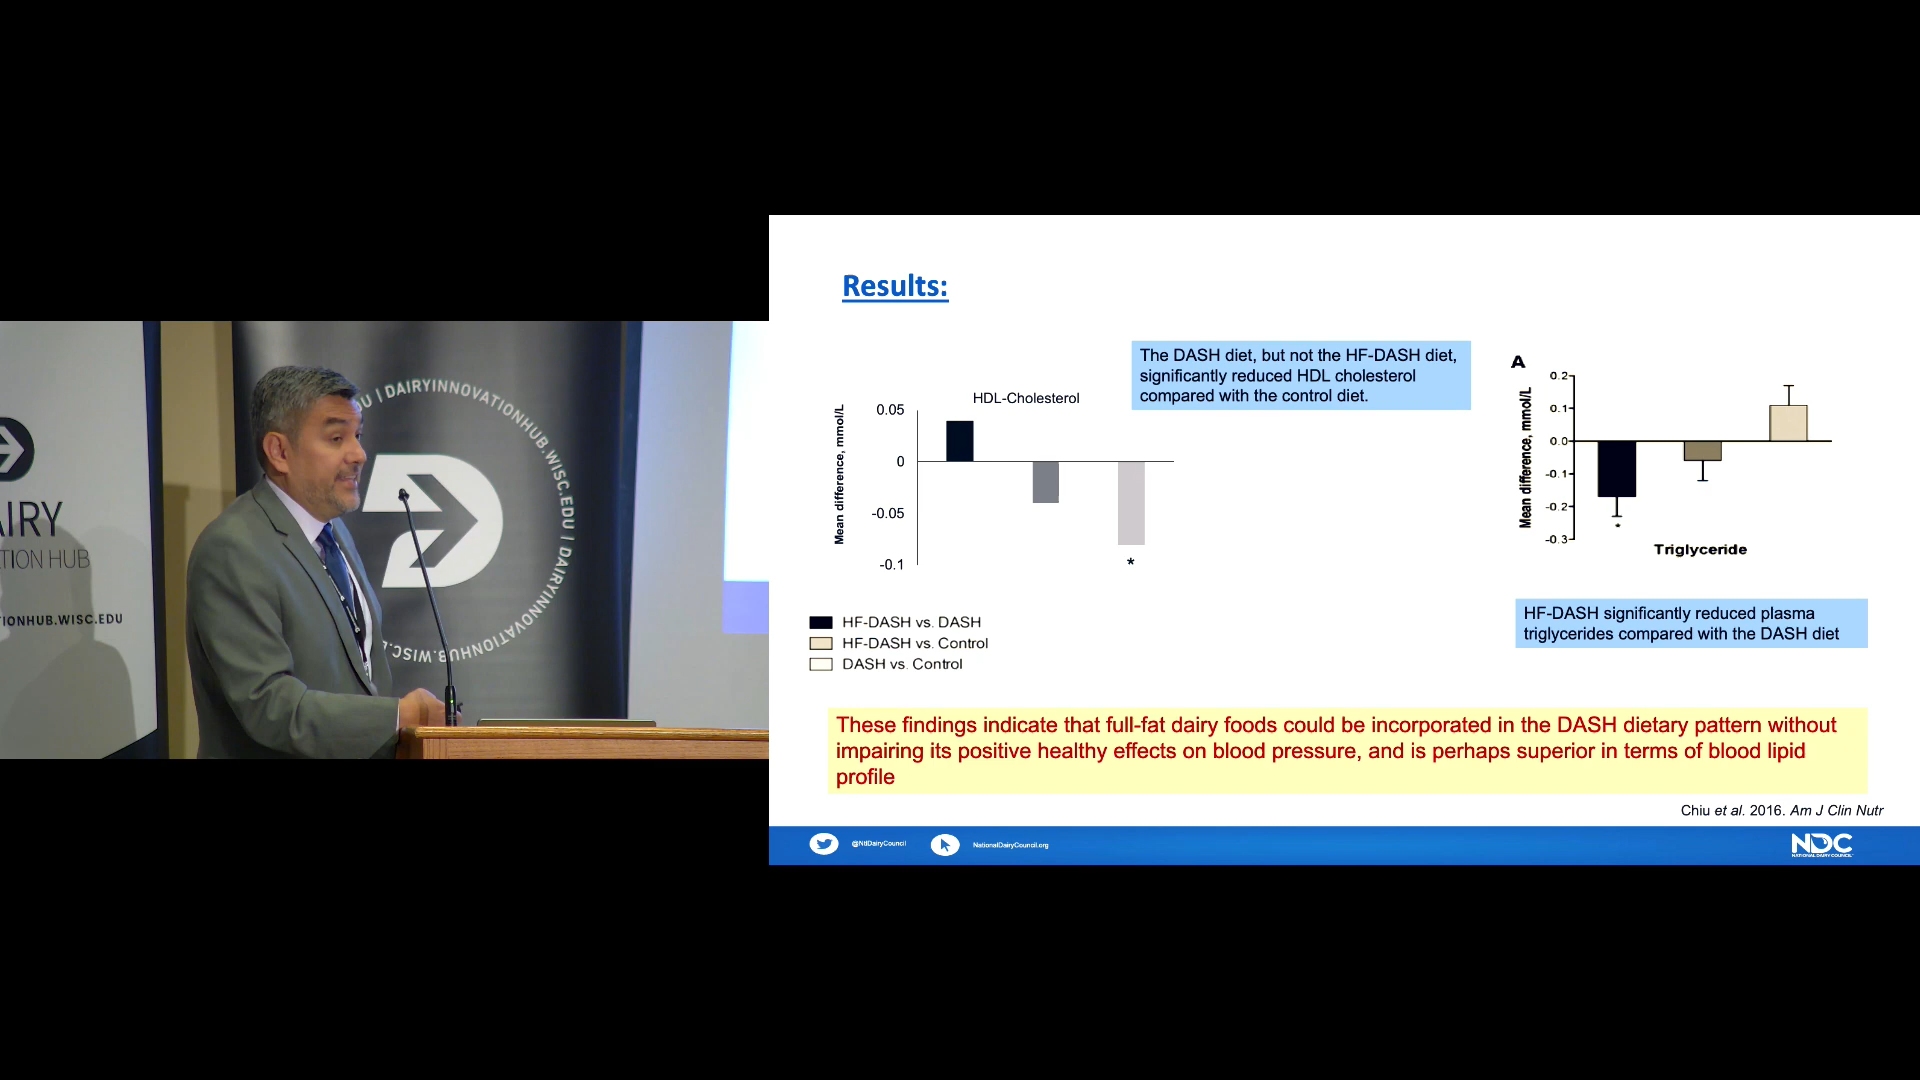 U | DAIRYINNOVATIONHUB.WISC.EDU | DAIRYINNOVATIONHUB.WISC.
AIRY
TION HUB
TIONHUB.WISC.EDU
Results:
The DASH diet, but not the HF-DASH diet,
significantly reduced HDL cholesterol
compared with the control diet.
HDL-Cholesterol
Mean difference, mmol/L
0.05
0
-0.05
-0.1
*
A
Mean difference, mmol/L
0.2
0.1
0.0
-0.1
-0.2
-0.3
*
Triglyceride
HF-DASH vs. DASH
HF-DASH vs. Control
DASH vs. Control
HF-DASH significantly reduced plasma
triglycerides compared with the DASH diet
These findings indicate that full-fat dairy foods could be incorporated in the DASH dietary pattern without
impairing its positive healthy effects on blood pressure, and is perhaps superior in terms of blood lipid
profile
Chiu et al. 2016. Am J Clin Nutr
@NtlDairyCouncil
NationalDairyCouncil.org
NDC
NATIONAL DAIRY COUNCIL